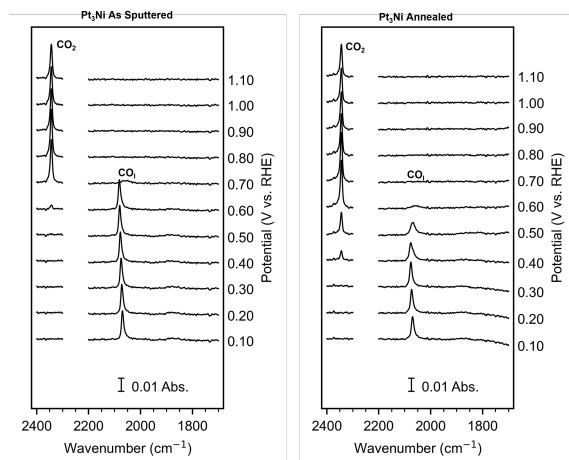 Pt₃Ni As Sputtered
CO₂
1.10
1.00
0.90
0.80
0.70
COₗ
0.60
0.50
0.40
0.30
0.20
0.10
0.01 Abs.
Potential (V vs. RHE)
2400 2200 2000 1800
Wavenumber (cm⁻¹)
Pt₃Ni Annealed
CO₂
1.10
1.00
0.90
0.80
0.70
COₗ
0.60
0.50
0.40
0.30
0.20
0.10
0.01 Abs.
Potential (V vs. RHE)
2400 2200 2000 1800
Wavenumber (cm⁻¹)